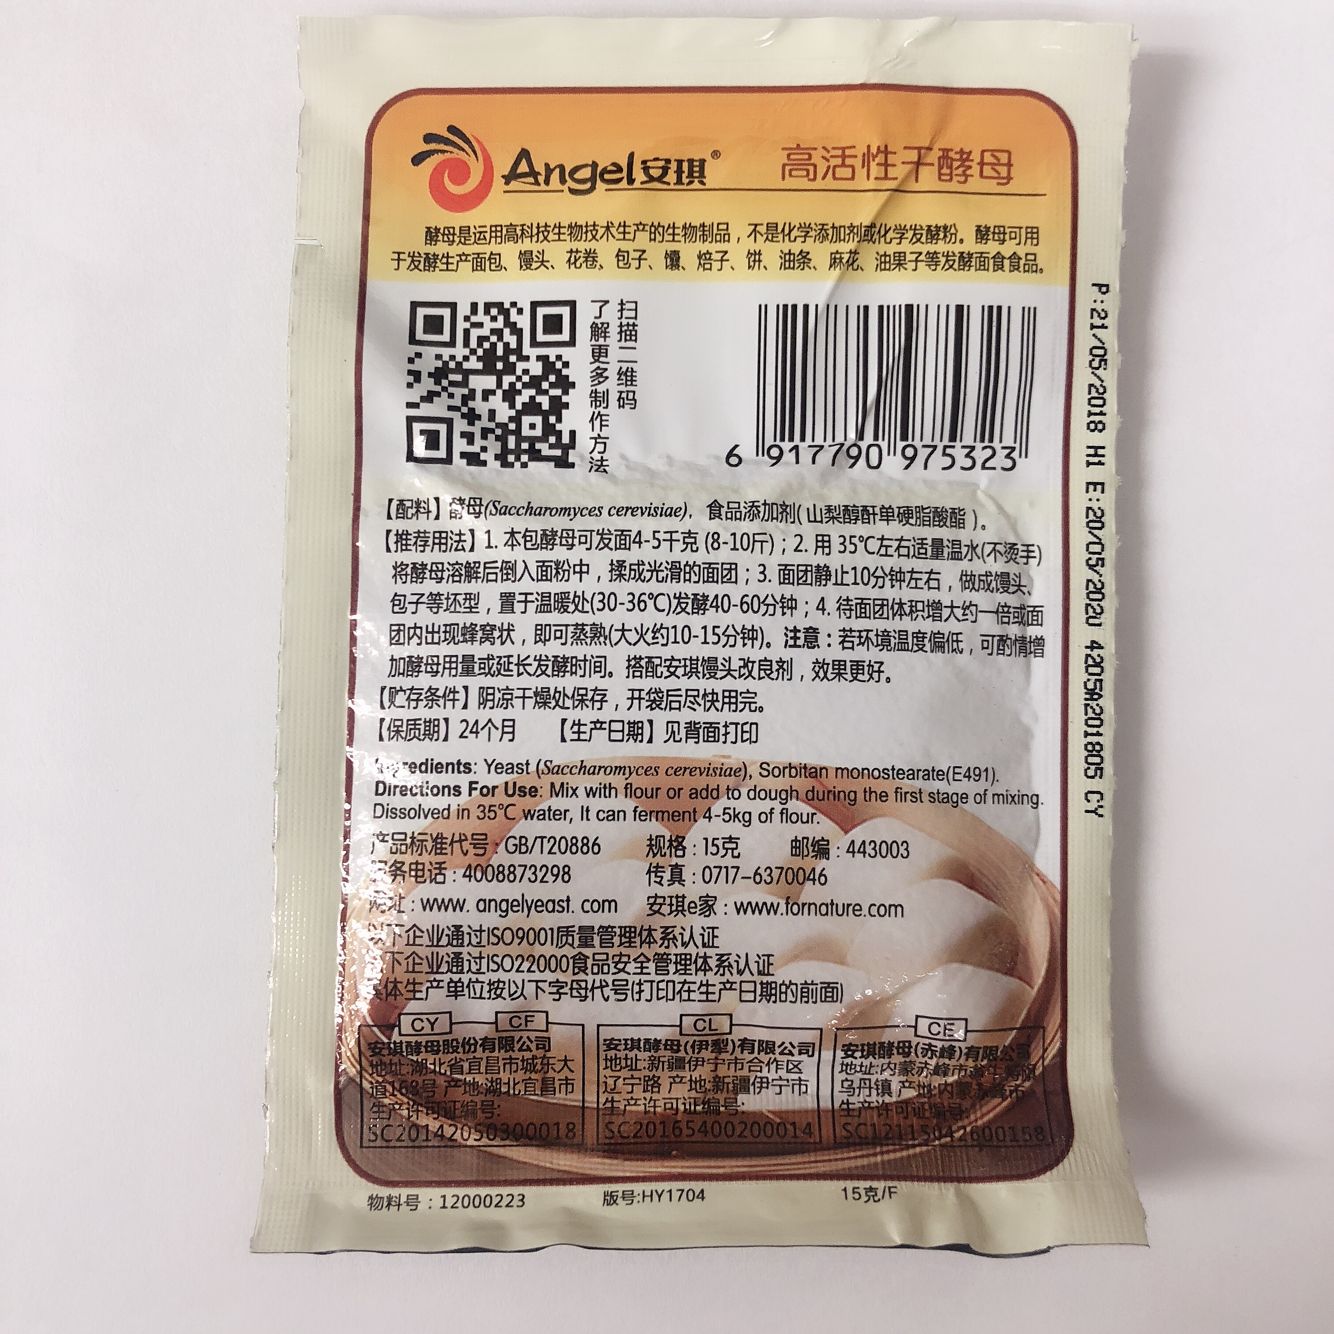 Angel安琪® 高活性干酵母
酵母是运用高科技生物技术生产的生物制品，不是化学添加剂或化学发酵粉。酵母可用
于发酵生产面包、馒头、花卷、包子、馕、焙子、饼、油条、麻花、油果子等发酵面食食品。
扫描二维码
了解更多制作方法
6 917790 975323
【配料】酵母(Saccharomyces cerevisiae)，食品添加剂(山梨醇酐单硬脂酸酯)。
【推荐用法】1. 本包酵母可发面4-5千克 (8-10斤)；2. 用 35℃左右适量温水(不烫手)
将酵母溶解后倒入面粉中，揉成光滑的面团；3. 面团静止10分钟左右，做成馒头、
包子等坯型，置于温暖处(30-36℃)发酵40-60分钟；4. 待面团体积增大约一倍或面
团内出现蜂窝状，即可蒸熟(大火约10-15分钟)。注意：若环境温度偏低，可酌情增
加酵母用量或延长发酵时间。搭配安琪馒头改良剂，效果更好。
【贮存条件】阴凉干燥处保存，开袋后尽快用完。
【保质期】24个月 【生产日期】见背面打印
Ingredients: Yeast (Saccharomyces cerevisiae), Sorbitan monostearate(E491).
Directions For Use: Mix with flour or add to dough during the first stage of mixing.
Dissolved in 35℃ water, It can ferment 4-5kg of flour.
产品标准代号：GB/T20886 规格：15克 邮编：443003
服务电话：4008873298 传真：0717-6370046
网址：www. angelyeast. com 安琪e家：www.fornature.com
以下企业通过ISO9001质量管理体系认证
以下企业通过ISO22000食品安全管理体系认证
具体生产单位按以下字母代号(打印在生产日期的前面)
CY CF
安琪酵母股份有限公司
地址:湖北省宜昌市城东大
道168号 产地:湖北宜昌市
生产许可证编号:
SC20142050300018
CL
安琪酵母(伊犁)有限公司
地址:新疆伊宁市合作区
辽宁路 产地:新疆伊宁市
生产许可证编号:
SC20165400200014
CE
安琪酵母(赤峰)有限公司
地址:内蒙赤峰市
乌丹镇 产地:内蒙赤峰市
生产许可证编号:
SC12115042600158
物料号：12000223 版号:HY1704 15克/F
P:21/05/2018 H1 E:20/05/2020 4205A201805 CY